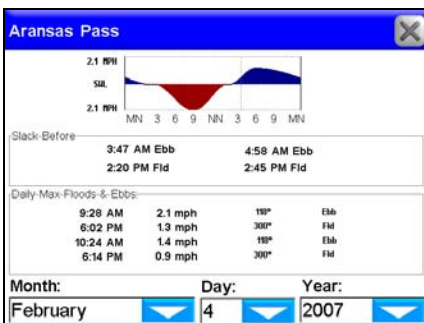 Aransas Pass
2.1 MPH
SWL
2.1 MPH
MN 3 6 9 NN 3 6 9 MN
Slack Before
3:47 AM Ebb 4:58 AM Ebb
2:20 PM Fld 2:45 PM Fld
Daily Max Floods & Ebbs
9:28 AM 2.1 mph 118° Ebb
6:02 PM 1.3 mph 300° Fld
10:24 AM 1.4 mph 118° Ebb
6:14 PM 0.9 mph 300° Fld
Month: Day: Year:
February 4 2007